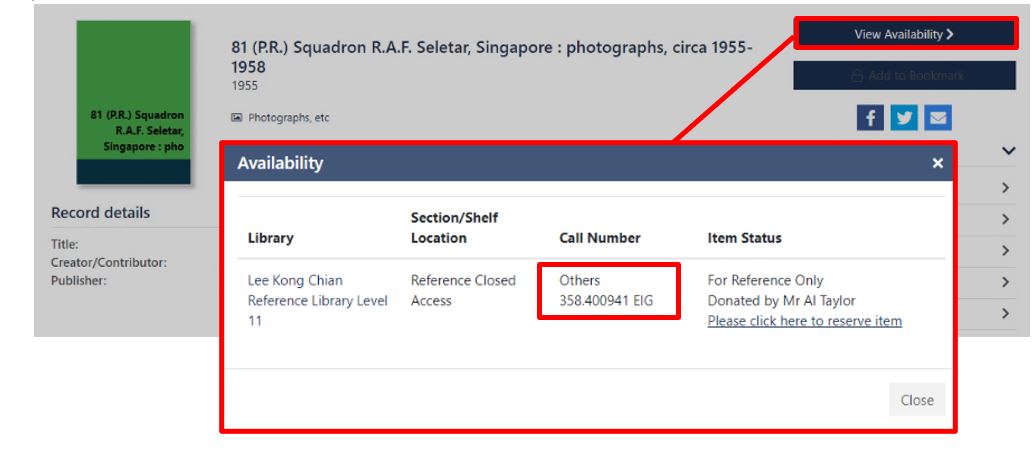 81 (P.R.) Squadron R.A.F. Seletar, Singapore : photographs, circa 1955-
1958
1955
Photographs, etc
View Availability
Add to Bookmark
81 (P.R.) Squadron
R.A.F. Seletar,
Singapore : pho
Record details
Title:
Creator/Contributor:
Publisher:
Availability
×
Library
Section/Shelf
Location
Call Number
Item Status
Lee Kong Chian
Reference Library Level
11
Reference Closed
Access
Others
358.400941 EIG
For Reference Only
Donated by Mr Al Taylor
Please click here to reserve item
Close